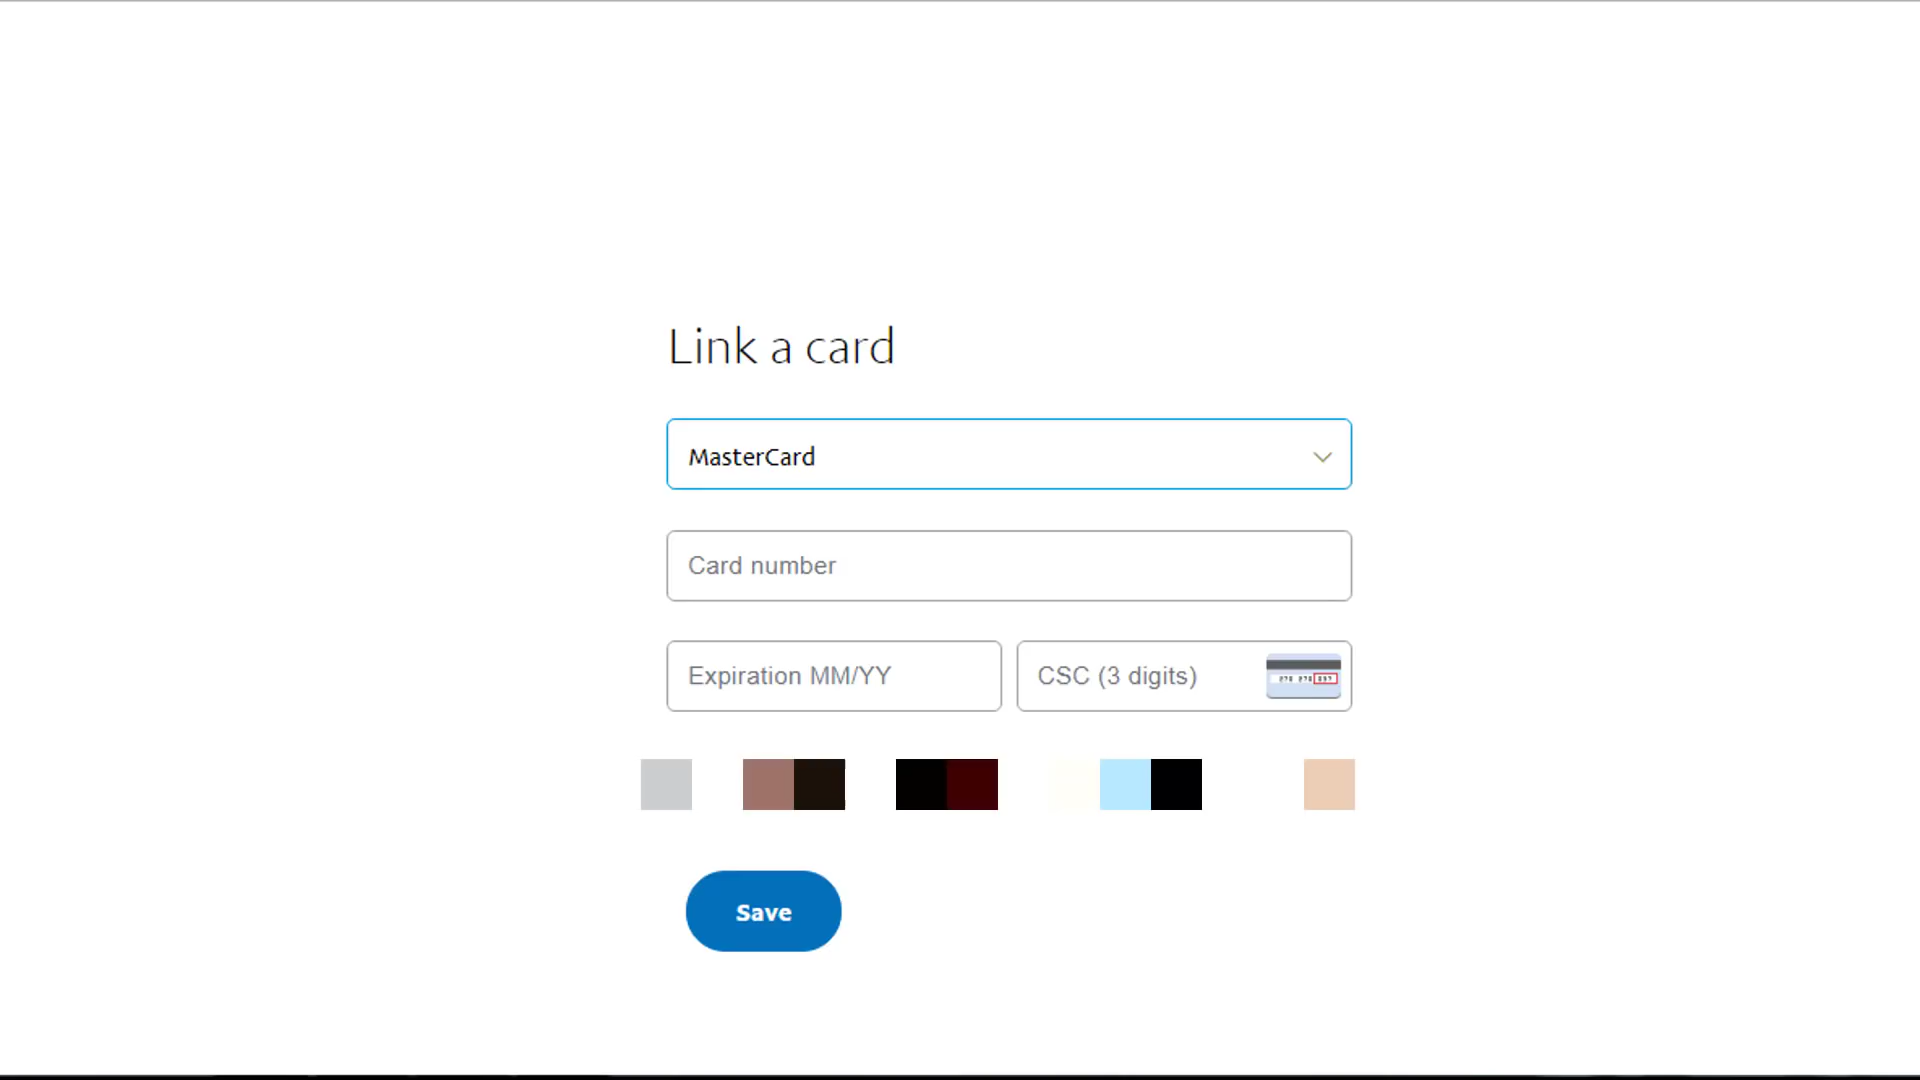 Link a card
MasterCard
Card number
Expiration MM/YY
CSC (3 digits)
Save